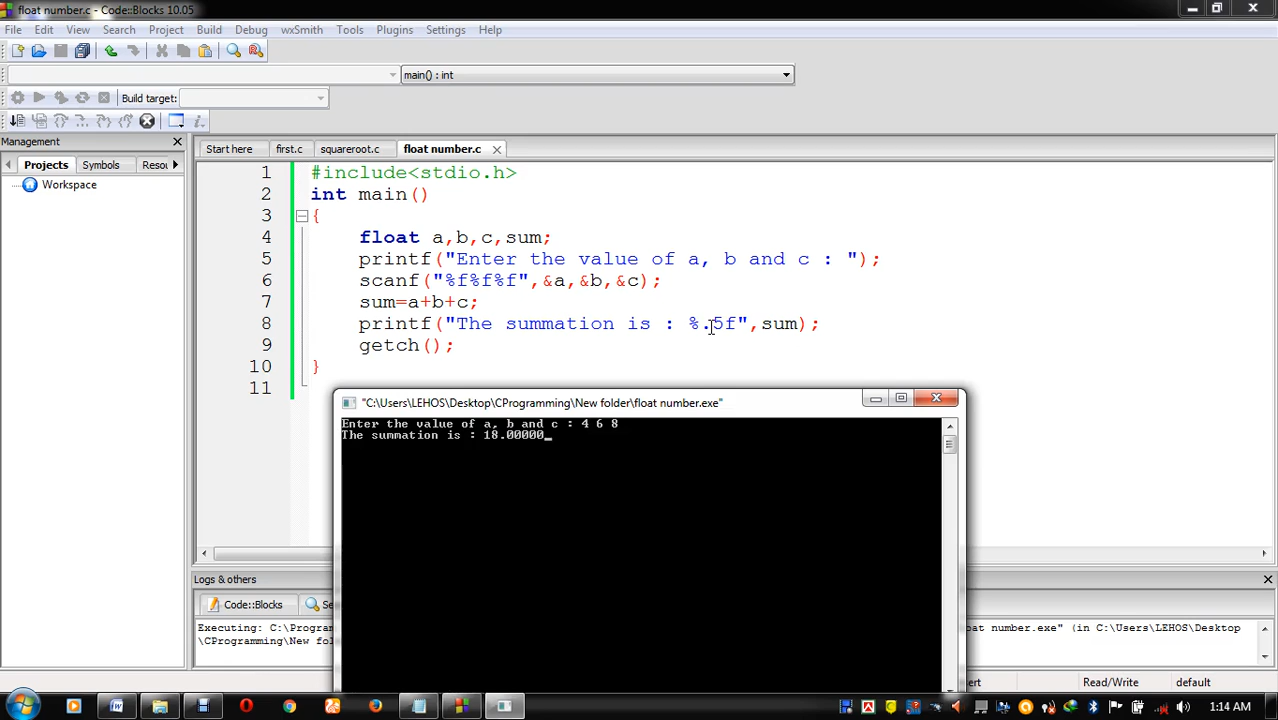 float number.c - Code::Blocks 10.05
File Edit View Search Project Build Debug wxSmith Tools Plugins Settings Help
main() : int
Build target:
Management
Start here first.c squareroot.c float number.c
Projects Symbols Resou
Workspace
1 #include<stdio.h>
2 int main()
3 {
4 float a,b,c,sum;
5 printf("Enter the value of a, b and c : ");
6 scanf("%f%f%f",&a,&b,&c);
7 sum=a+b+c;
8 printf("The summation is : %.5f",sum);
9 getch();
10 }
11
"C:\Users\LEHOS\Desktop\CProgramming\New folder\float number.exe"
Enter the value of a, b and c : 4 6 8
The summation is : 18.00000
Logs & others
Code::Blocks Se
Executing: C:\Progran
oat number.exe" (in C:\Users\LEHOS\Desktop
\CProgramming\New fo
Read/Write default
1:14 AM